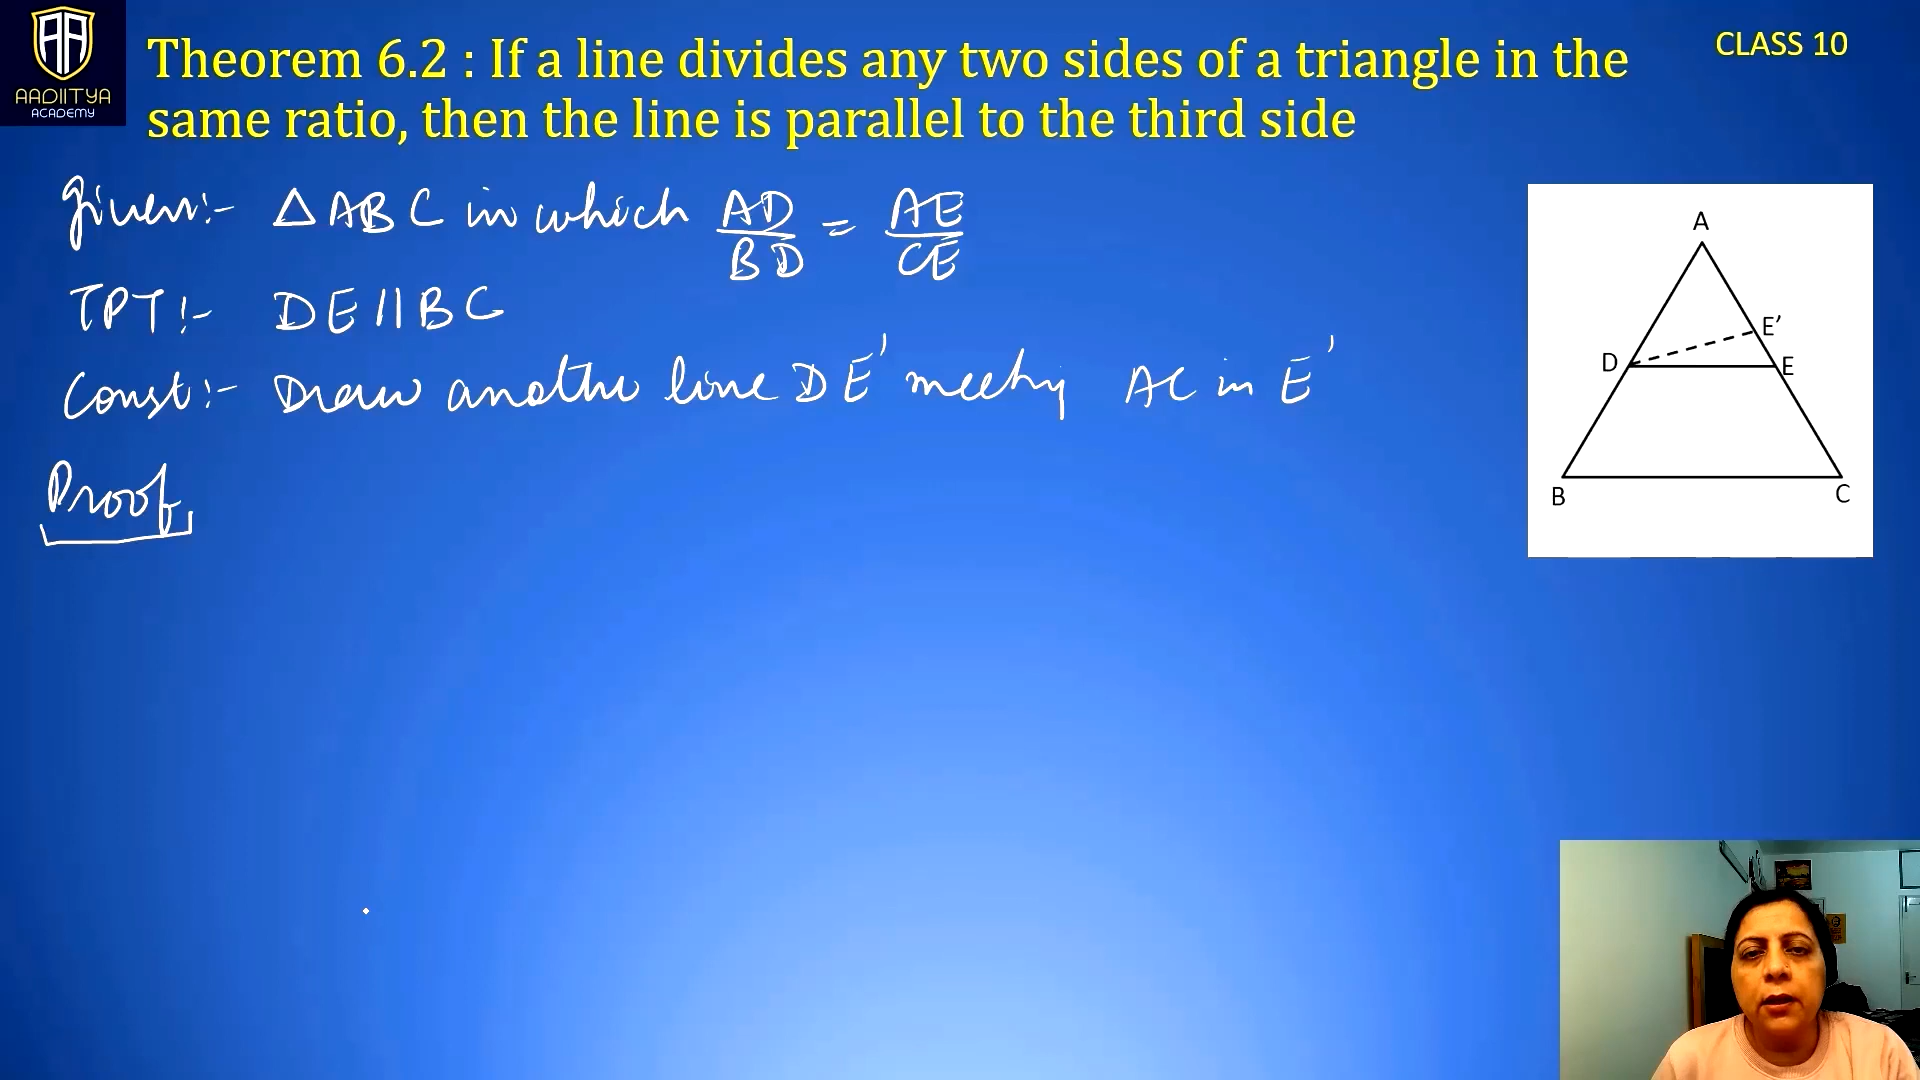 AADIITYA
ACADEMY
Theorem 6.2 : If a line divides any two sides of a triangle in the
same ratio, then the line is parallel to the third side
CLASS 10
Given:- △ABC in which AD/BD = AE/CE
TPT:- DE||BC
Const:- Draw another line DE' meeting AC in E'
Proof
A
E'
D
E
B
C